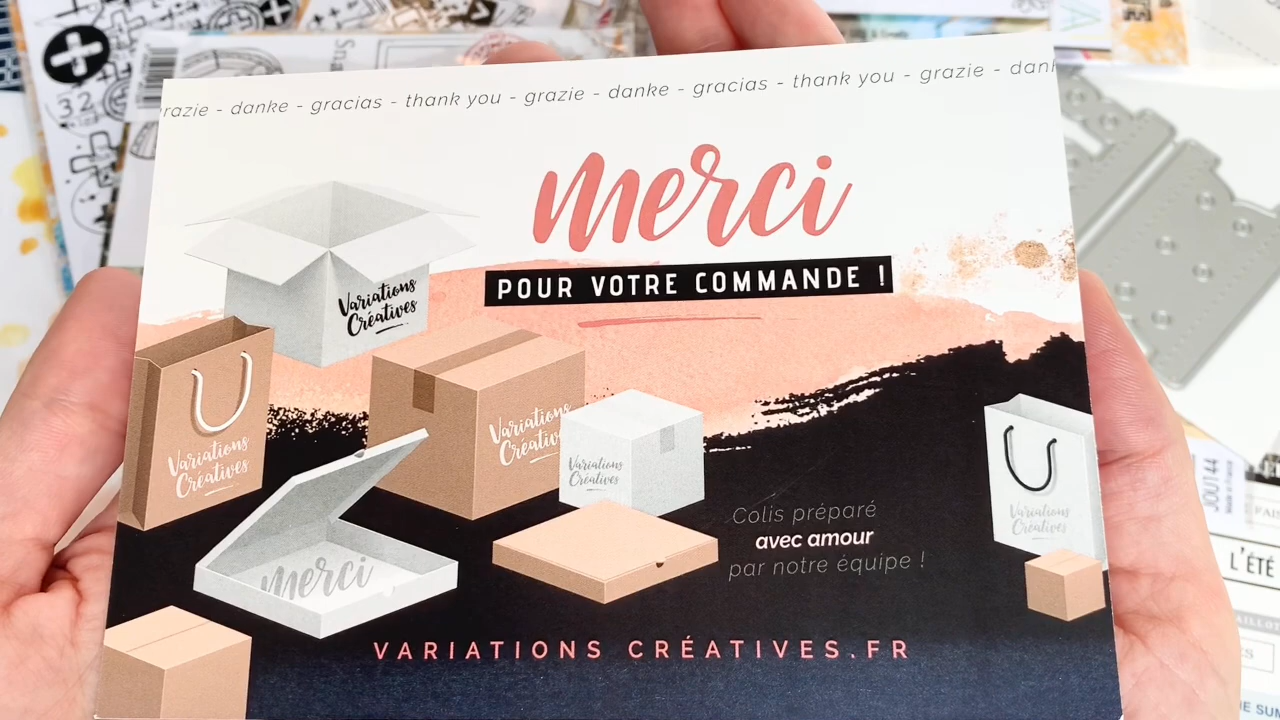 grazie - danke - gracias - thank you - grazie - danke - gracias - thank you - grazie - dank
merci
POUR VOTRE COMMANDE !
Variations
Créatives
Variations
Créatives
Variations
Créatives
Variations
Créatives
Variations
Créatives
merci
Colis préparé
avec amour
par notre équipe !
VARIATIONS CRÉATIVES.FR
32
JOU144
L'ÉTÉ